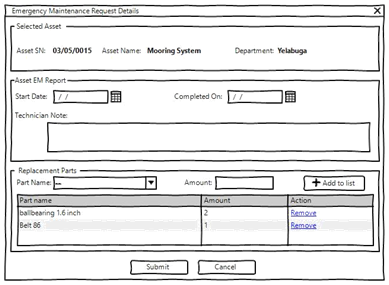 Emergency Maintenance Request Details X
Selected Asset
Asset SN: 03/05/0015 Asset Name: Mooring System Department: Yelabuga
Asset EM Report
Start Date: / / Completed On: / /
Technician Note:
Replacement Parts
Part Name: -- Amount: + Add to list
Part name Amount Action
ballbearing 1.6 inch 2 Remove
Belt 86 1 Remove
Submit Cancel